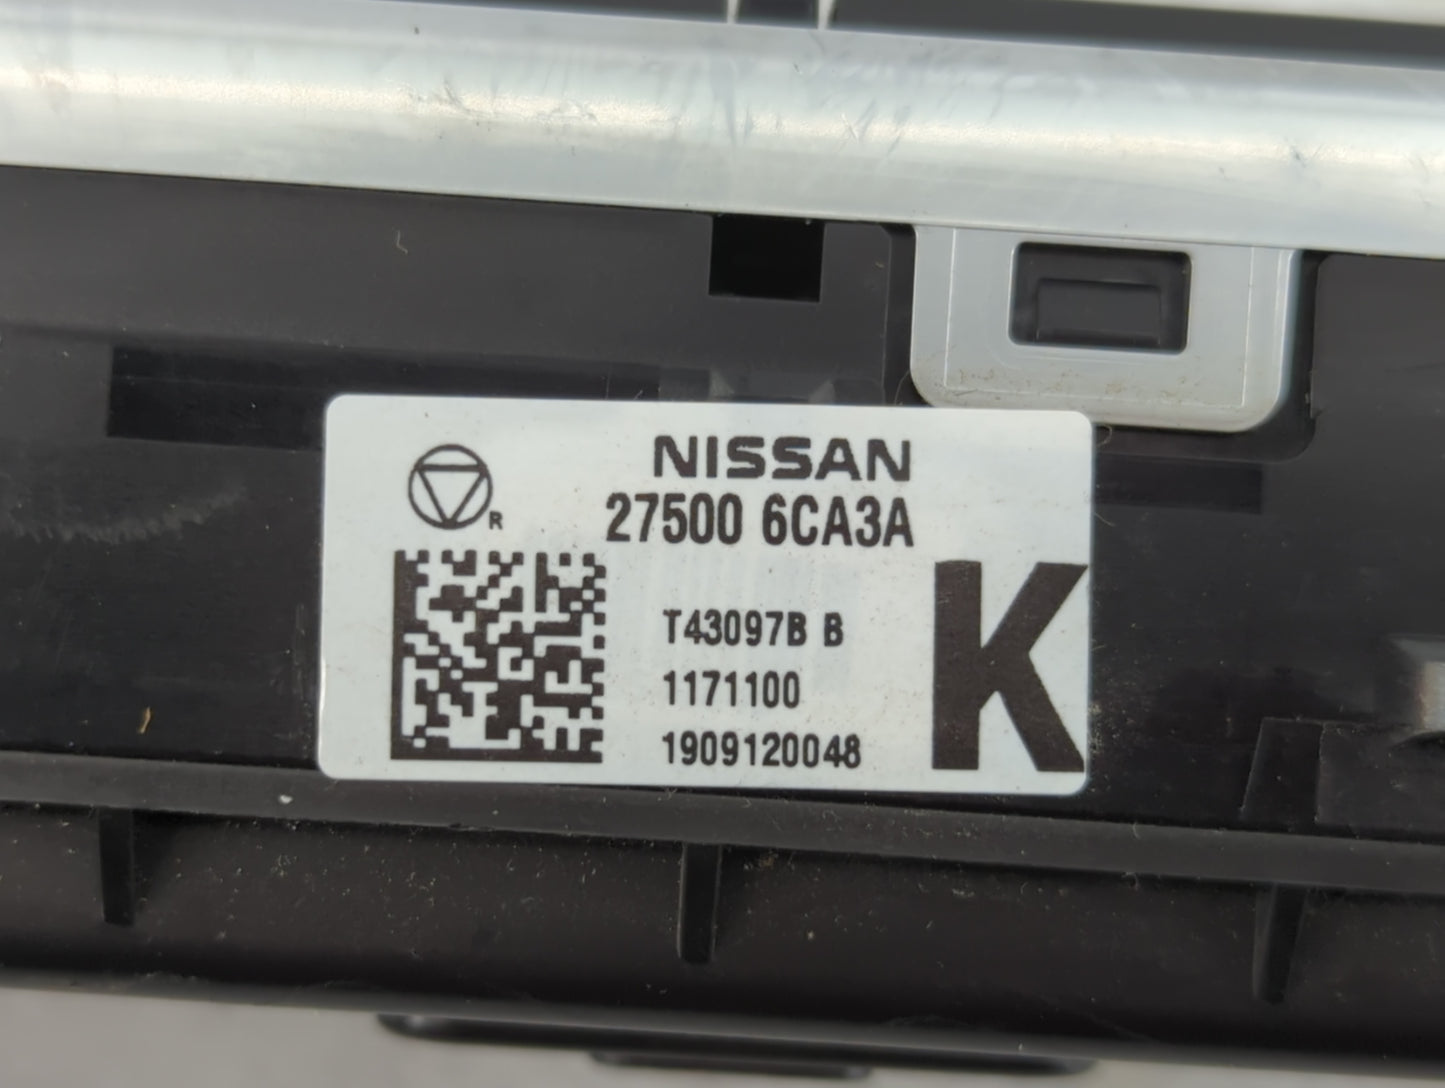 NISSAN
27500 6CA3A
R
T43097B B
1171100
1909120048
K